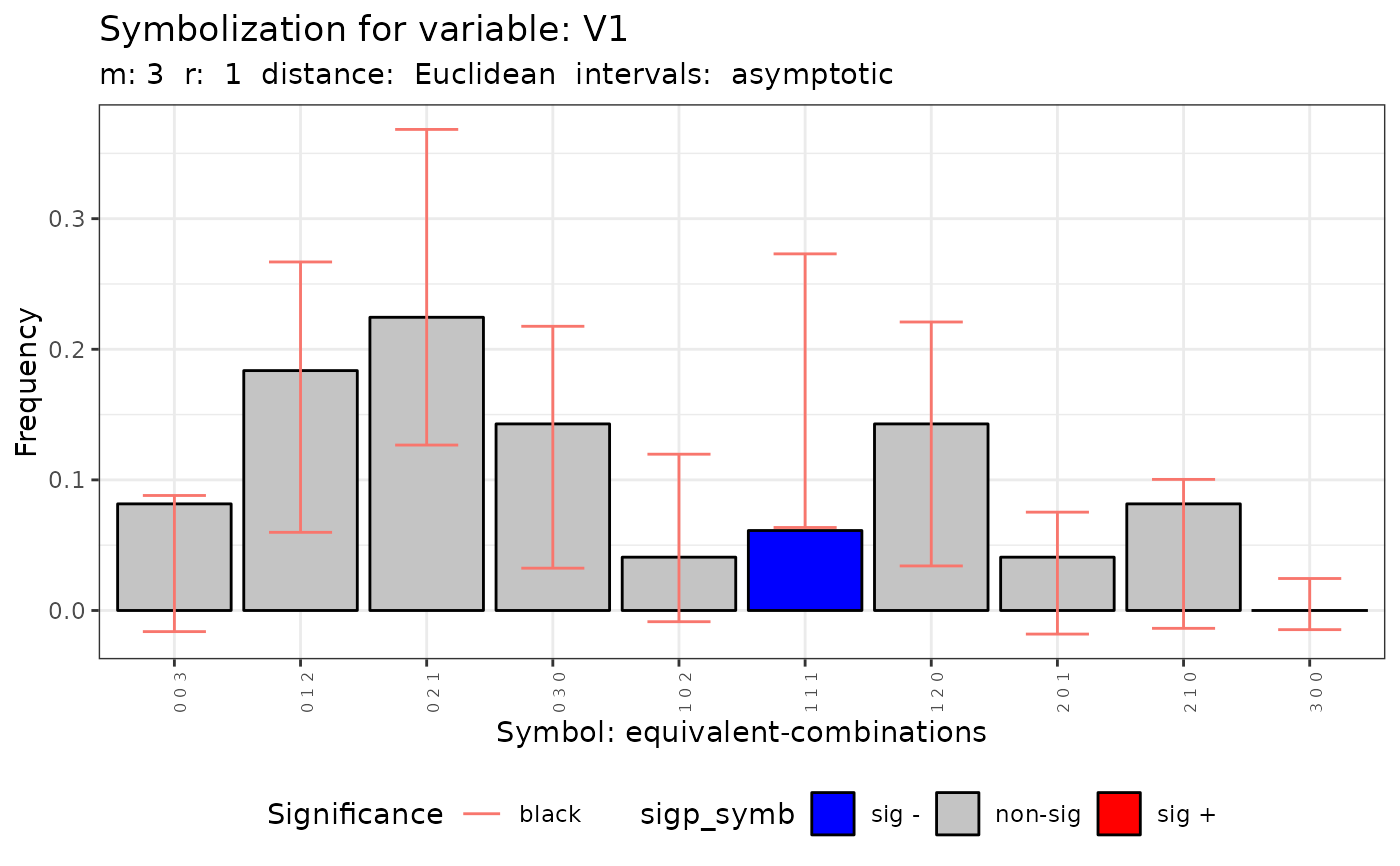 Symbolization for variable: V1
m: 3 r: 1 distance: Euclidean intervals: asymptotic
Frequency
0.3
0.2
0.1
0.0
0 0 3
0 1 2
0 2 1
0 3 0
1 0 2
1 1 1
1 2 0
2 0 1
2 1 0
3 0 0
Symbol: equivalent-combinations
Significance black sigp_symb sig - non-sig sig +